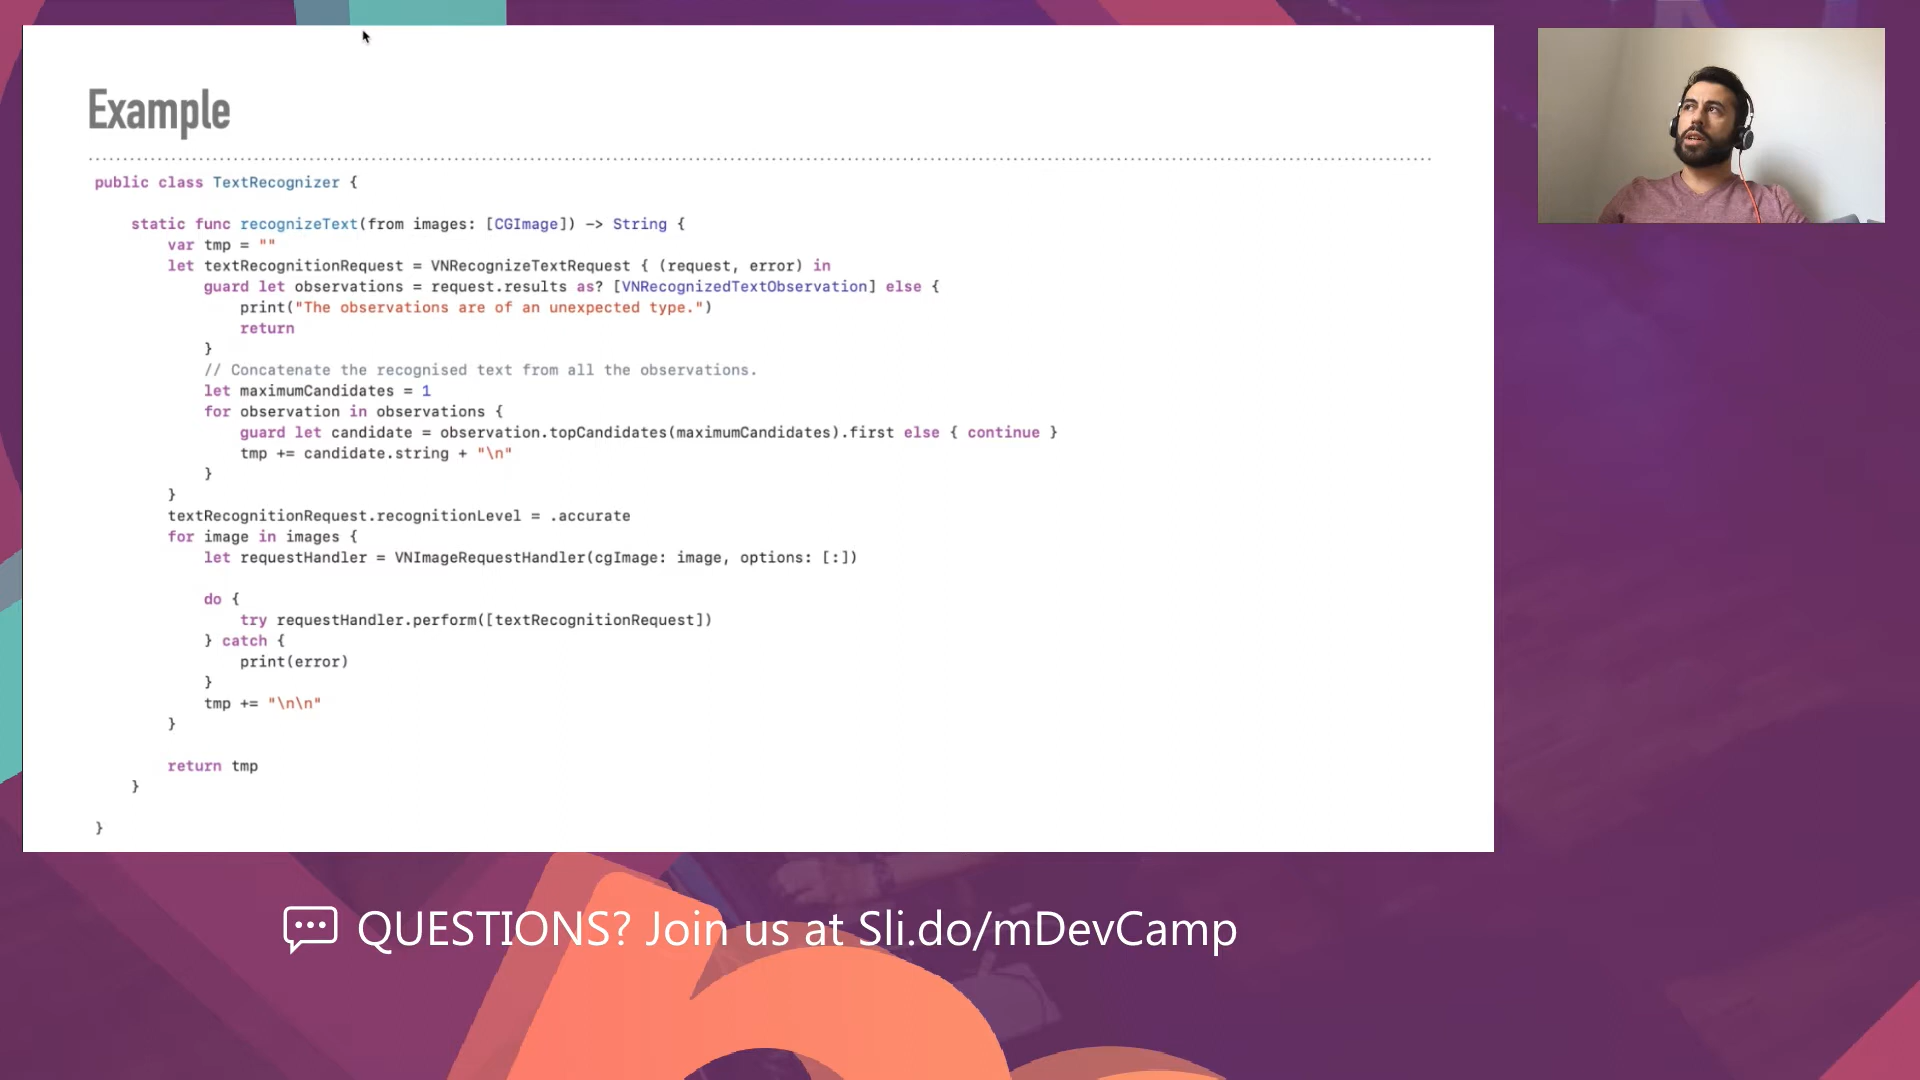 Example
public class TextRecognizer {
static func recognizeText(from images: [CGImage]) -> String {
var tmp = ""
let textRecognitionRequest = VNRecognizeTextRequest { (request, error) in
guard let observations = request.results as? [VNRecognizedTextObservation] else {
print("The observations are of an unexpected type.")
return
}
// Concatenate the recognised text from all the observations.
let maximumCandidates = 1
for observation in observations {
guard let candidate = observation.topCandidates(maximumCandidates).first else { continue }
tmp += candidate.string + "\n"
}
}
textRecognitionRequest.recognitionLevel = .accurate
for image in images {
let requestHandler = VNImageRequestHandler(cgImage: image, options: [:])
do {
try requestHandler.perform([textRecognitionRequest])
} catch {
print(error)
}
tmp += "\n\n"
}
return tmp
}
}
QUESTIONS? Join us at Sli.do/mDevCamp